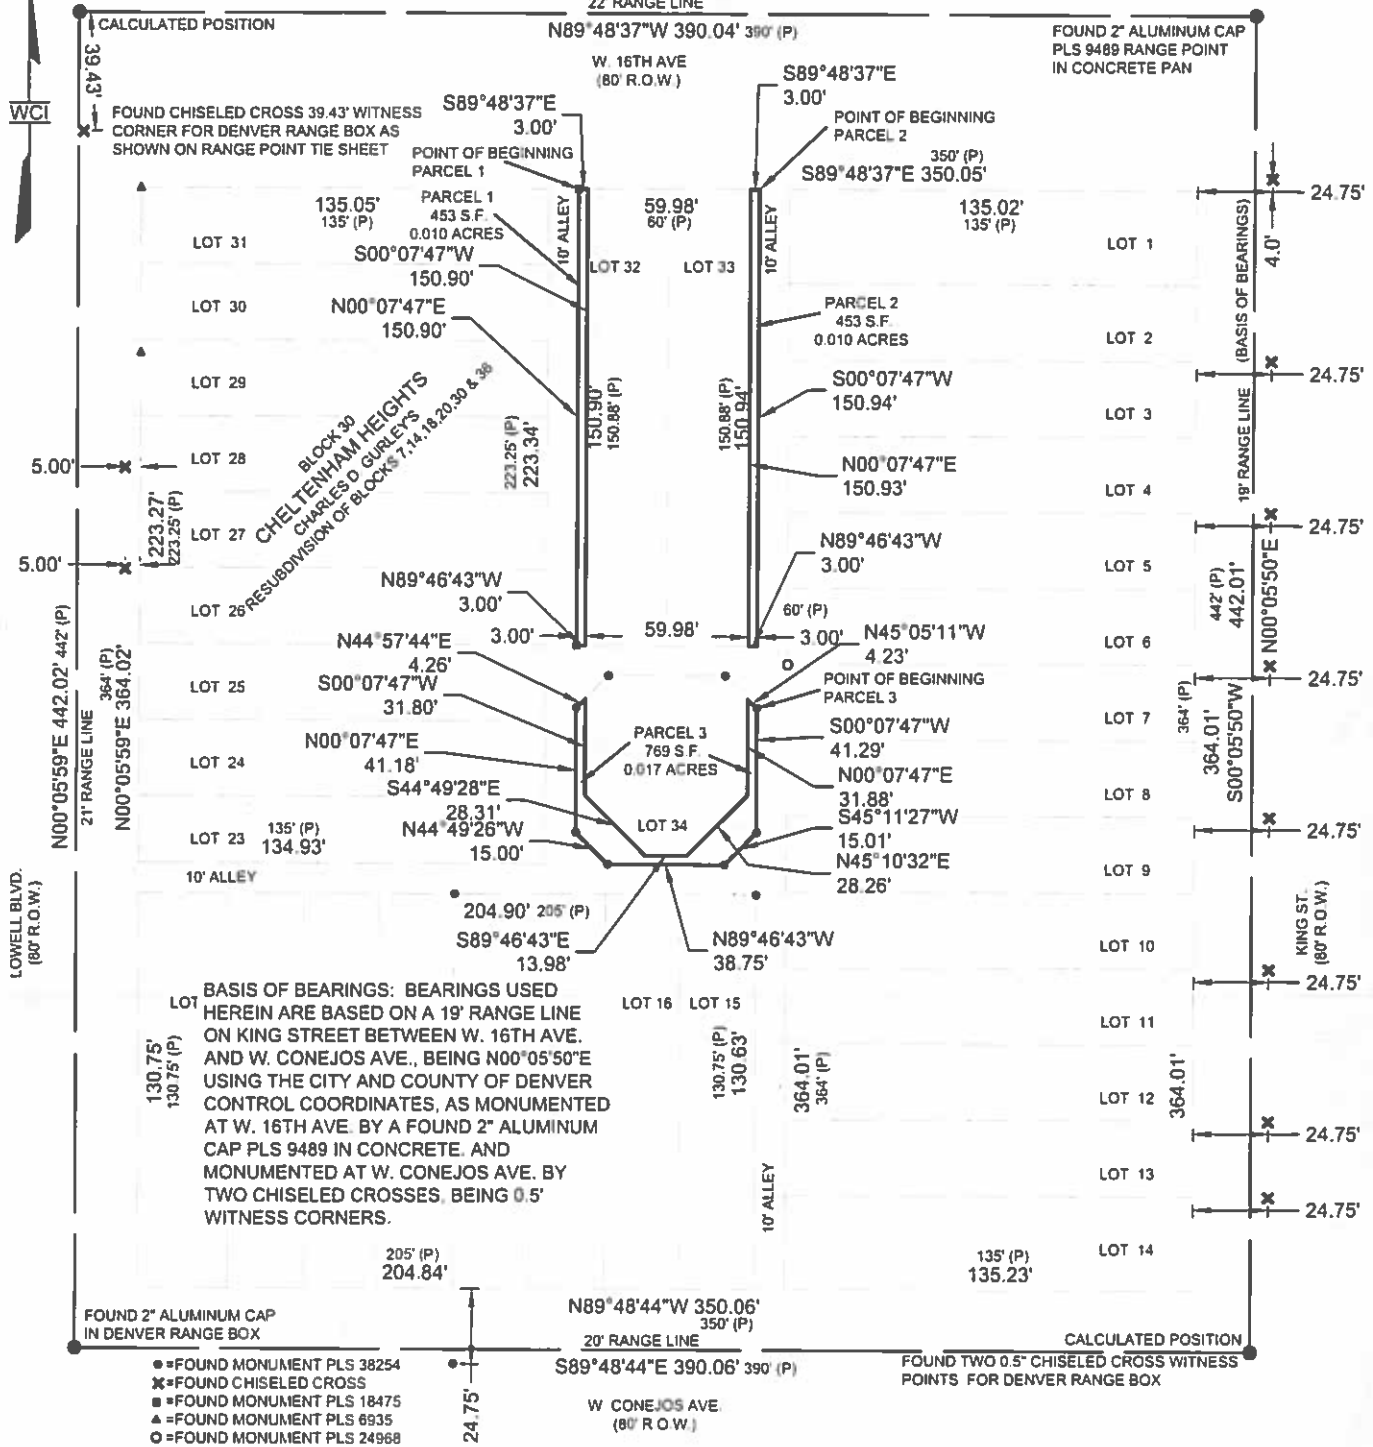 22' RANGE LINE
CALCULATED POSITION
N89°48'37"W 390.04' 390' (P)
FOUND 2" ALUMINUM CAP
PLS 9489 RANGE POINT
IN CONCRETE PAN
W. 16TH AVE
(80' R.O.W.)
39.43'
WCI
FOUND CHISELED CROSS 39.43' WITNESS
CORNER FOR DENVER RANGE BOX AS
SHOWN ON RANGE POINT TIE SHEET
S89°48'37"E
3.00'
S89°48'37"E
3.00'
POINT OF BEGINNING
PARCEL 1
POINT OF BEGINNING
PARCEL 2
350' (P)
S89°48'37"E 350.05'
135.05'
135' (P)
PARCEL 1
453 S.F.
0.010 ACRES
10' ALLEY
59.98'
60' (P)
10' ALLEY
135.02'
135' (P)
24.75'
4.0'
LOT 31
S00°07'47"W
150.90'
LOT 32
LOT 33
LOT 1
(BASIS OF BEARINGS)
LOT 30
N00°07'47"E
150.90'
PARCEL 2
453 S.F.
0.010 ACRES
LOT 2
LOT 29
S00°07'47"W
150.94'
24.75'
LOT 3
19' RANGE LINE
BLOCK 30
CHELTENHAM HEIGHTS
CHARLES D. GURLEY'S
RESUBDIVISION OF BLOCKS 7,14,18,20,30 & 36
223.25' (P)
223.34'
150.90'
150.88' (P)
150.88' (P)
150.94'
5.00'
LOT 28
N00°07'47"E
150.93'
LOT 4
223.27'
223.25' (P)
LOT 27
24.75'
5.00'
N89°46'43"W
3.00'
LOT 5
N89°46'43"W
3.00'
LOT 26
3.00'
59.98'
60' (P)
3.00'
LOT 6
442' (P)
442.01'
N00°05'50"E
N44°57'44"E
4.26'
N45°05'11"W
4.23'
24.75'
N00°05'59"E 442.02' 442' (P)
21' RANGE LINE
364' (P)
N00°05'59"E 364.02'
LOT 25
S00°07'47"W
31.80'
POINT OF BEGINNING
PARCEL 3
LOT 7
364' (P)
364.01'
S00°05'50"W
PARCEL 3
769 S.F.
0.017 ACRES
S00°07'47"W
41.29'
N00°07'47"E
41.18'
LOT 24
N00°07'47"E
31.88'
LOT 8
S44°49'28"E
28.31'
S45°11'27"W
15.01'
24.75'
LOT 23
135' (P)
134.93'
N44°49'26"W
15.00'
LOT 34
N45°10'32"E
28.26'
LOT 9
10' ALLEY
LOWELL BLVD.
(80' R.O.W.)
204.90' 205' (P)
KING ST.
(80' R.O.W.)
S89°46'43"E
13.98'
N89°46'43"W
38.75'
LOT 10
24.75'
LOT
LOT 16
LOT 15
LOT 11
BASIS OF BEARINGS: BEARINGS USED
HEREIN ARE BASED ON A 19' RANGE LINE
ON KING STREET BETWEEN W. 16TH AVE.
AND W. CONEJOS AVE., BEING N00°05'50"E
USING THE CITY AND COUNTY OF DENVER
CONTROL COORDINATES, AS MONUMENTED
AT W. 16TH AVE. BY A FOUND 2" ALUMINUM
CAP PLS 9489 IN CONCRETE. AND
MONUMENTED AT W. CONEJOS AVE. BY
TWO CHISELED CROSSES, BEING 0.5'
WITNESS CORNERS.
130.75'
130.75' (P)
130.75' (P)
130.63'
364.01'
364' (P)
364.01'
LOT 12
24.75'
LOT 13
10' ALLEY
24.75'
LOT 14
205' (P)
204.84'
135' (P)
135.23'
FOUND 2" ALUMINUM CAP
IN DENVER RANGE BOX
N89°48'44"W 350.06'
350' (P)
20' RANGE LINE
CALCULATED POSITION
S89°48'44"E 390.06' 390' (P)
FOUND TWO 0.5" CHISELED CROSS WITNESS
POINTS FOR DENVER RANGE BOX
24.75'
W CONEJOS AVE.
(80' R.O.W.)
=FOUND MONUMENT PLS 38254
=FOUND CHISELED CROSS
=FOUND MONUMENT PLS 18475
=FOUND MONUMENT PLS 6935
=FOUND MONUMENT PLS 24968